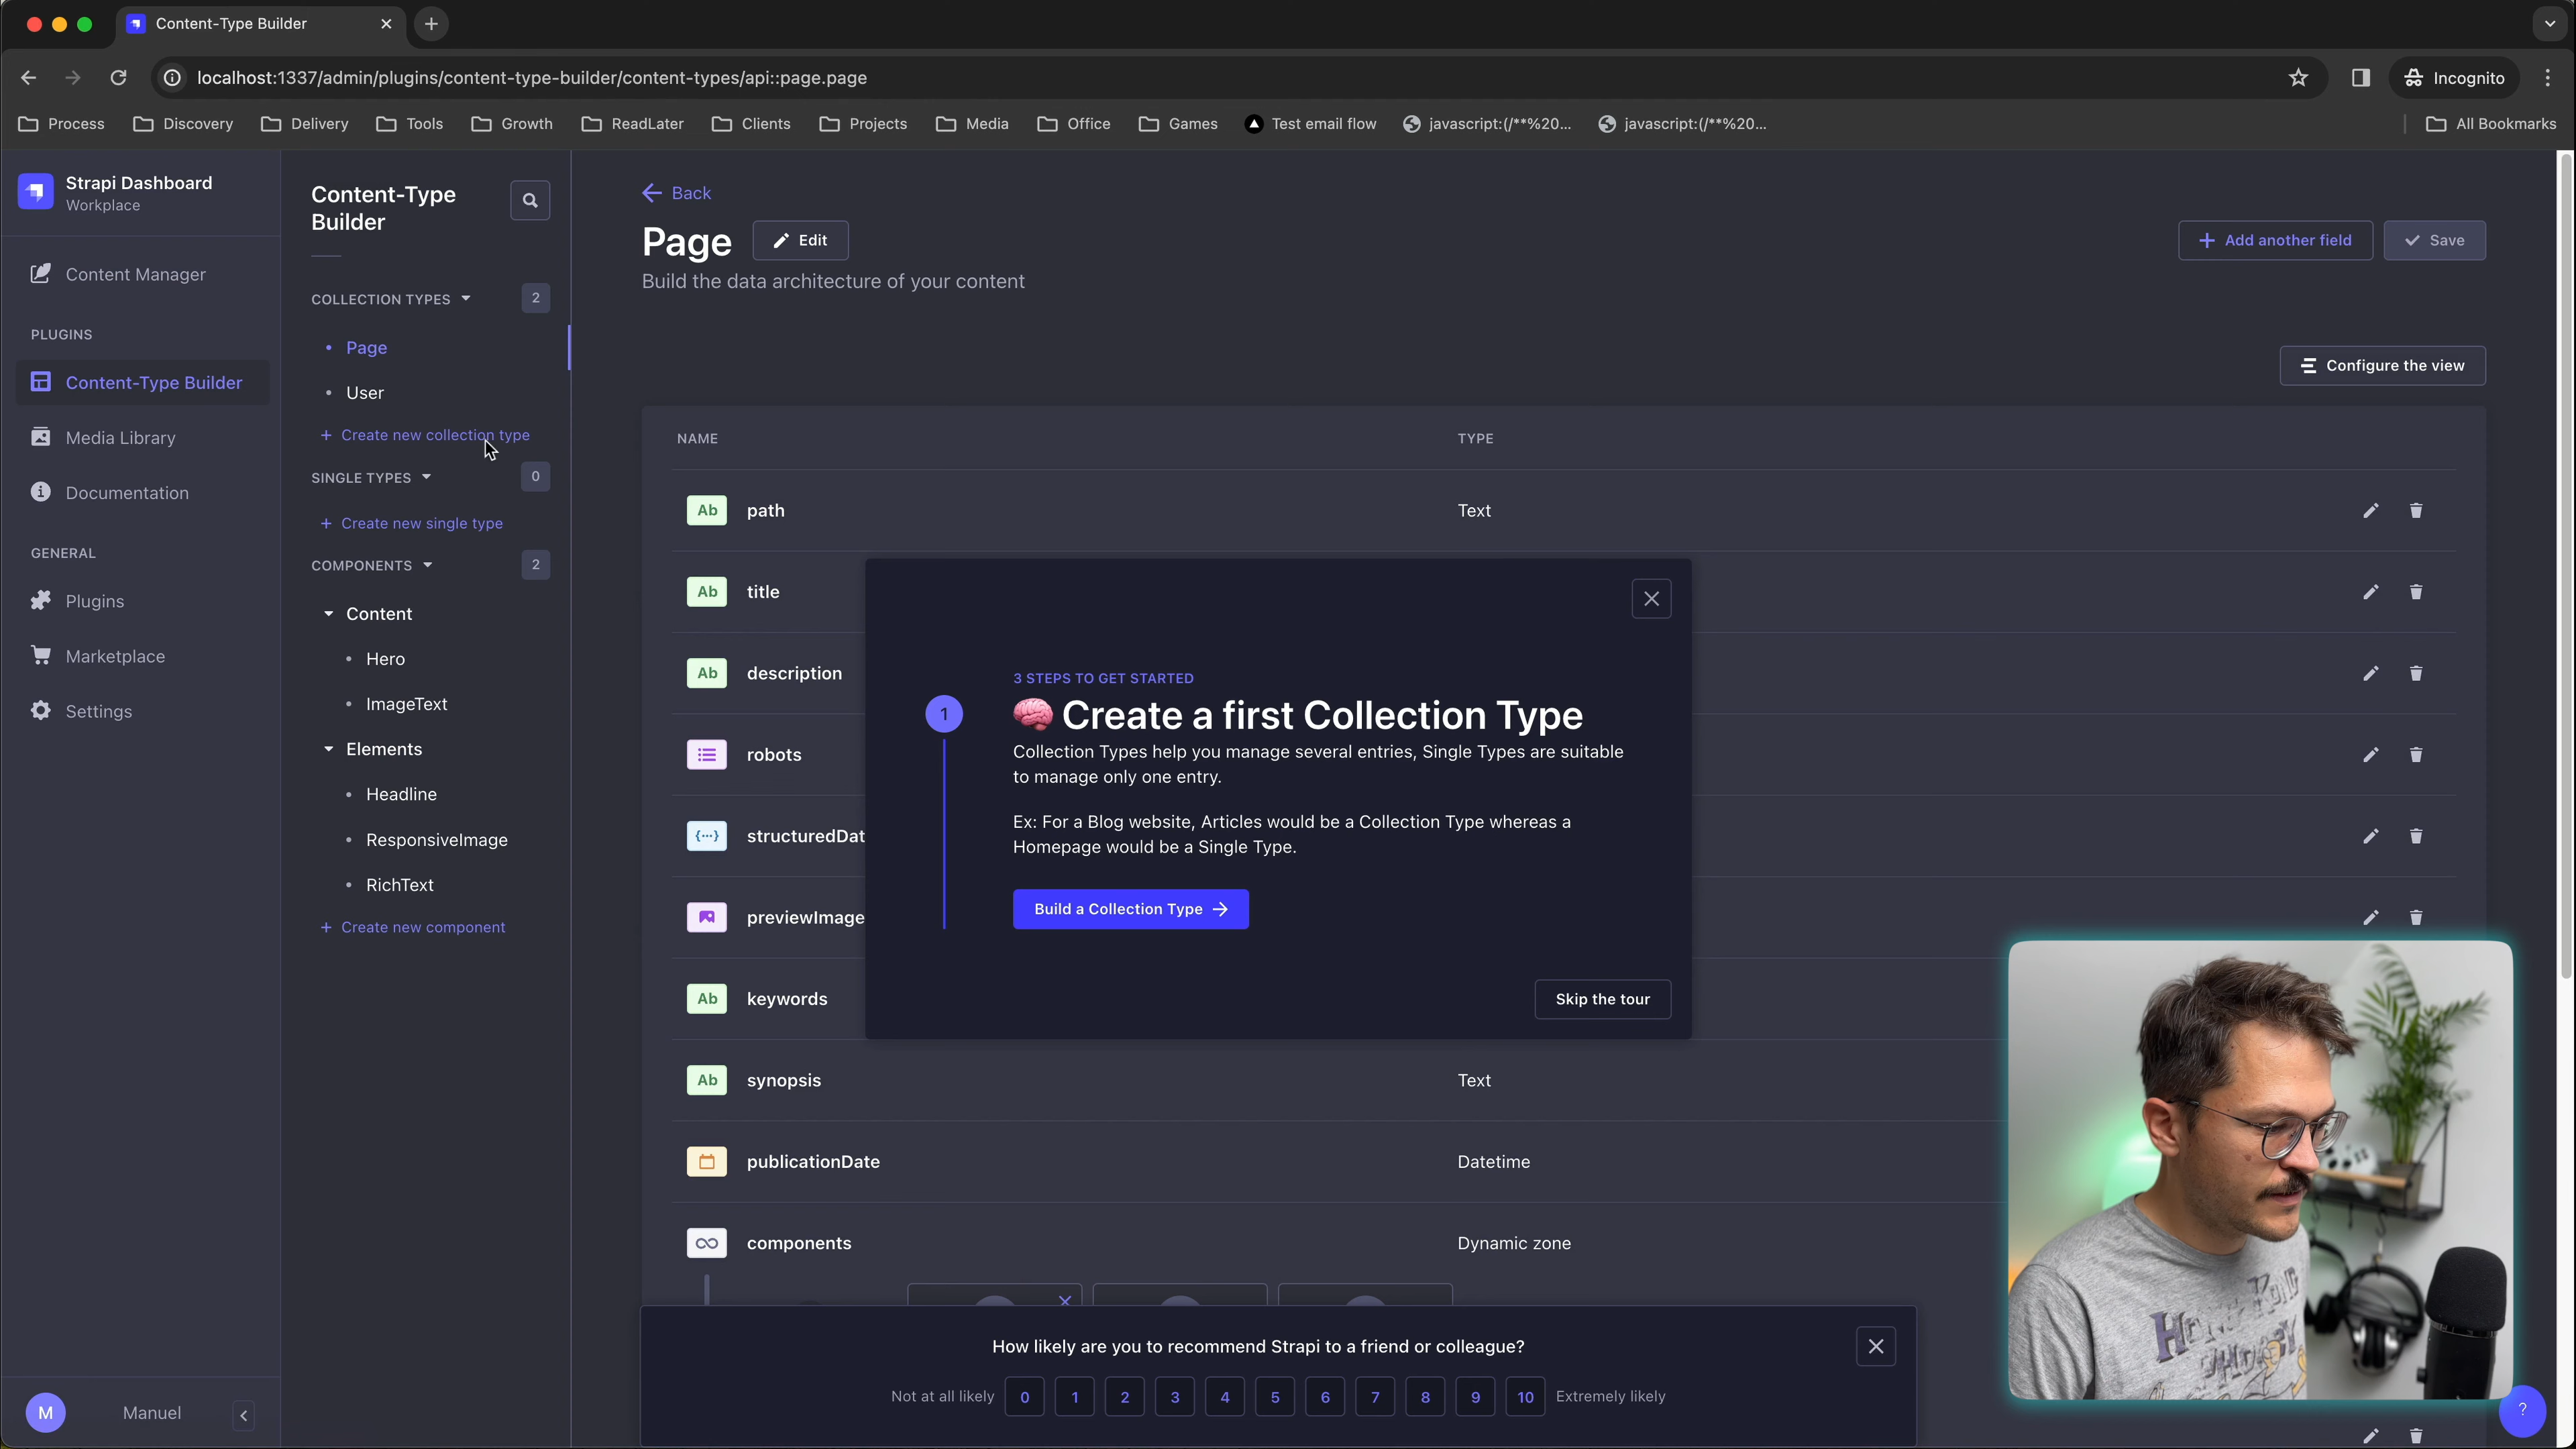 Content-Type Builder
localhost:1337/admin/plugins/content-type-builder/content-types/api::page.page
Incognito
Process
Discovery
Delivery
Tools
Growth
ReadLater
Clients
Projects
Media
Office
Games
Test email flow
javascript:(/**%20...
javascript:(/**%20...
All Bookmarks
Strapi Dashboard
Workplace
Content Manager
PLUGINS
Content-Type Builder
Media Library
Documentation
GENERAL
Plugins
Marketplace
Settings
M
Manuel
Content-Type
Builder
COLLECTION TYPES
2
Page
User
+ Create new collection type
SINGLE TYPES
0
+ Create new single type
COMPONENTS
2
Content
Hero
ImageText
Elements
Headline
ResponsiveImage
RichText
+ Create new component
Back
Page
Edit
Build the data architecture of your content
+ Add another field
Save
Configure the view
NAME
TYPE
Ab
path
Text
Ab
title
Ab
description
robots
{...}
structuredDat
previewImage
Ab
keywords
Ab
synopsis
Text
publicationDate
Datetime
components
Dynamic zone
3 STEPS TO GET STARTED
1
Create a first Collection Type
Collection Types help you manage several entries, Single Types are suitable
to manage only one entry.
Ex: For a Blog website, Articles would be a Collection Type whereas a
Homepage would be a Single Type.
Build a Collection Type
Skip the tour
How likely are you to recommend Strapi to a friend or colleague?
Not at all likely
0
1
2
3
4
5
6
7
8
9
10
Extremely likely
?